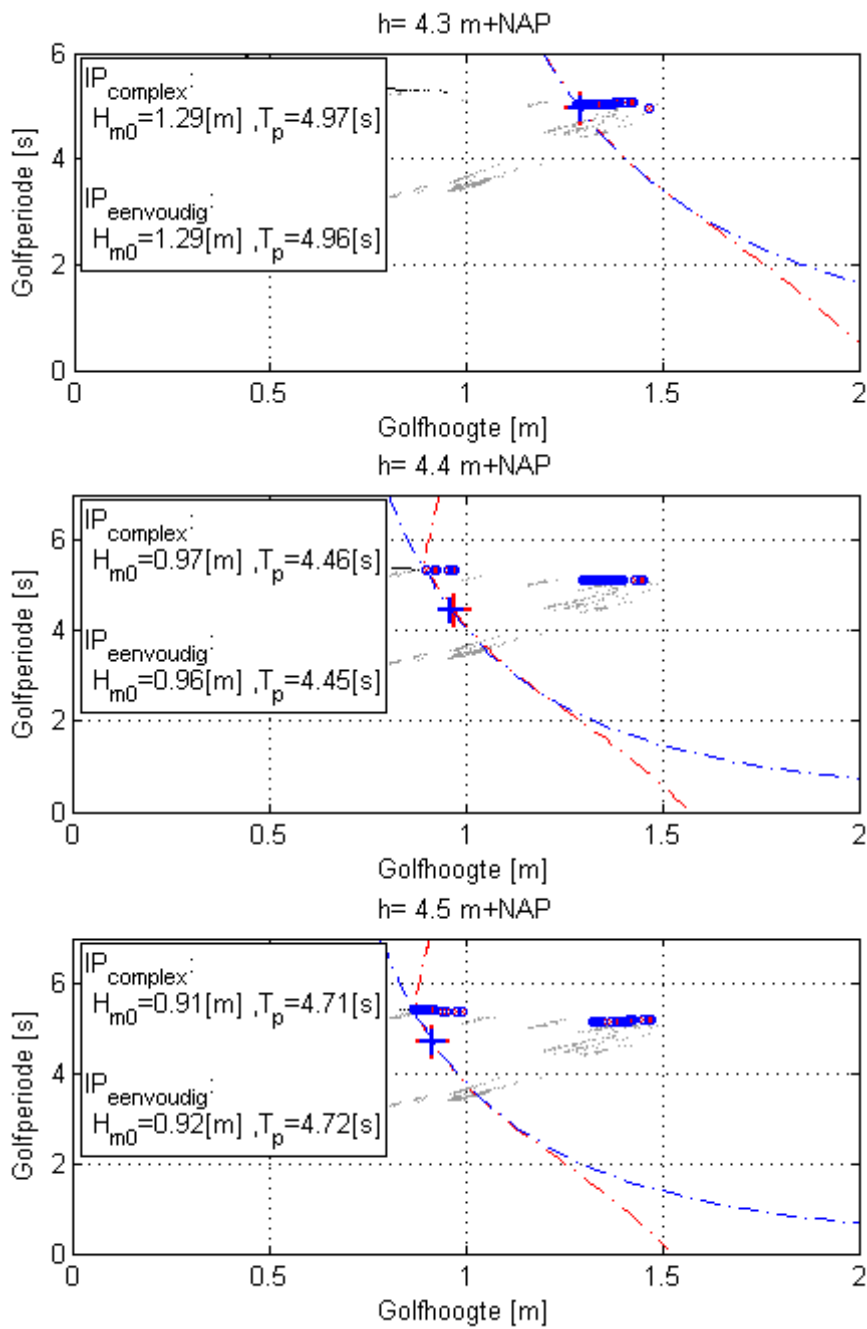 h= 4.3 m+NAP
6
4
2
0
Golfperiode [s]
IPcomplex:
Hm0=1.29[m] ,Tp=4.97[s]
IPeenvoudig:
Hm0=1.29[m] ,Tp=4.96[s]
0 0.5 1 1.5 2
Golfhoogte [m]
h= 4.4 m+NAP
6
4
2
0
Golfperiode [s]
IPcomplex:
Hm0=0.97[m] ,Tp=4.46[s]
IPeenvoudig:
Hm0=0.96[m] ,Tp=4.45[s]
0 0.5 1 1.5 2
Golfhoogte [m]
h= 4.5 m+NAP
6
4
2
0
Golfperiode [s]
IPcomplex:
Hm0=0.91[m] ,Tp=4.71[s]
IPeenvoudig:
Hm0=0.92[m] ,Tp=4.72[s]
0 0.5 1 1.5 2
Golfhoogte [m]